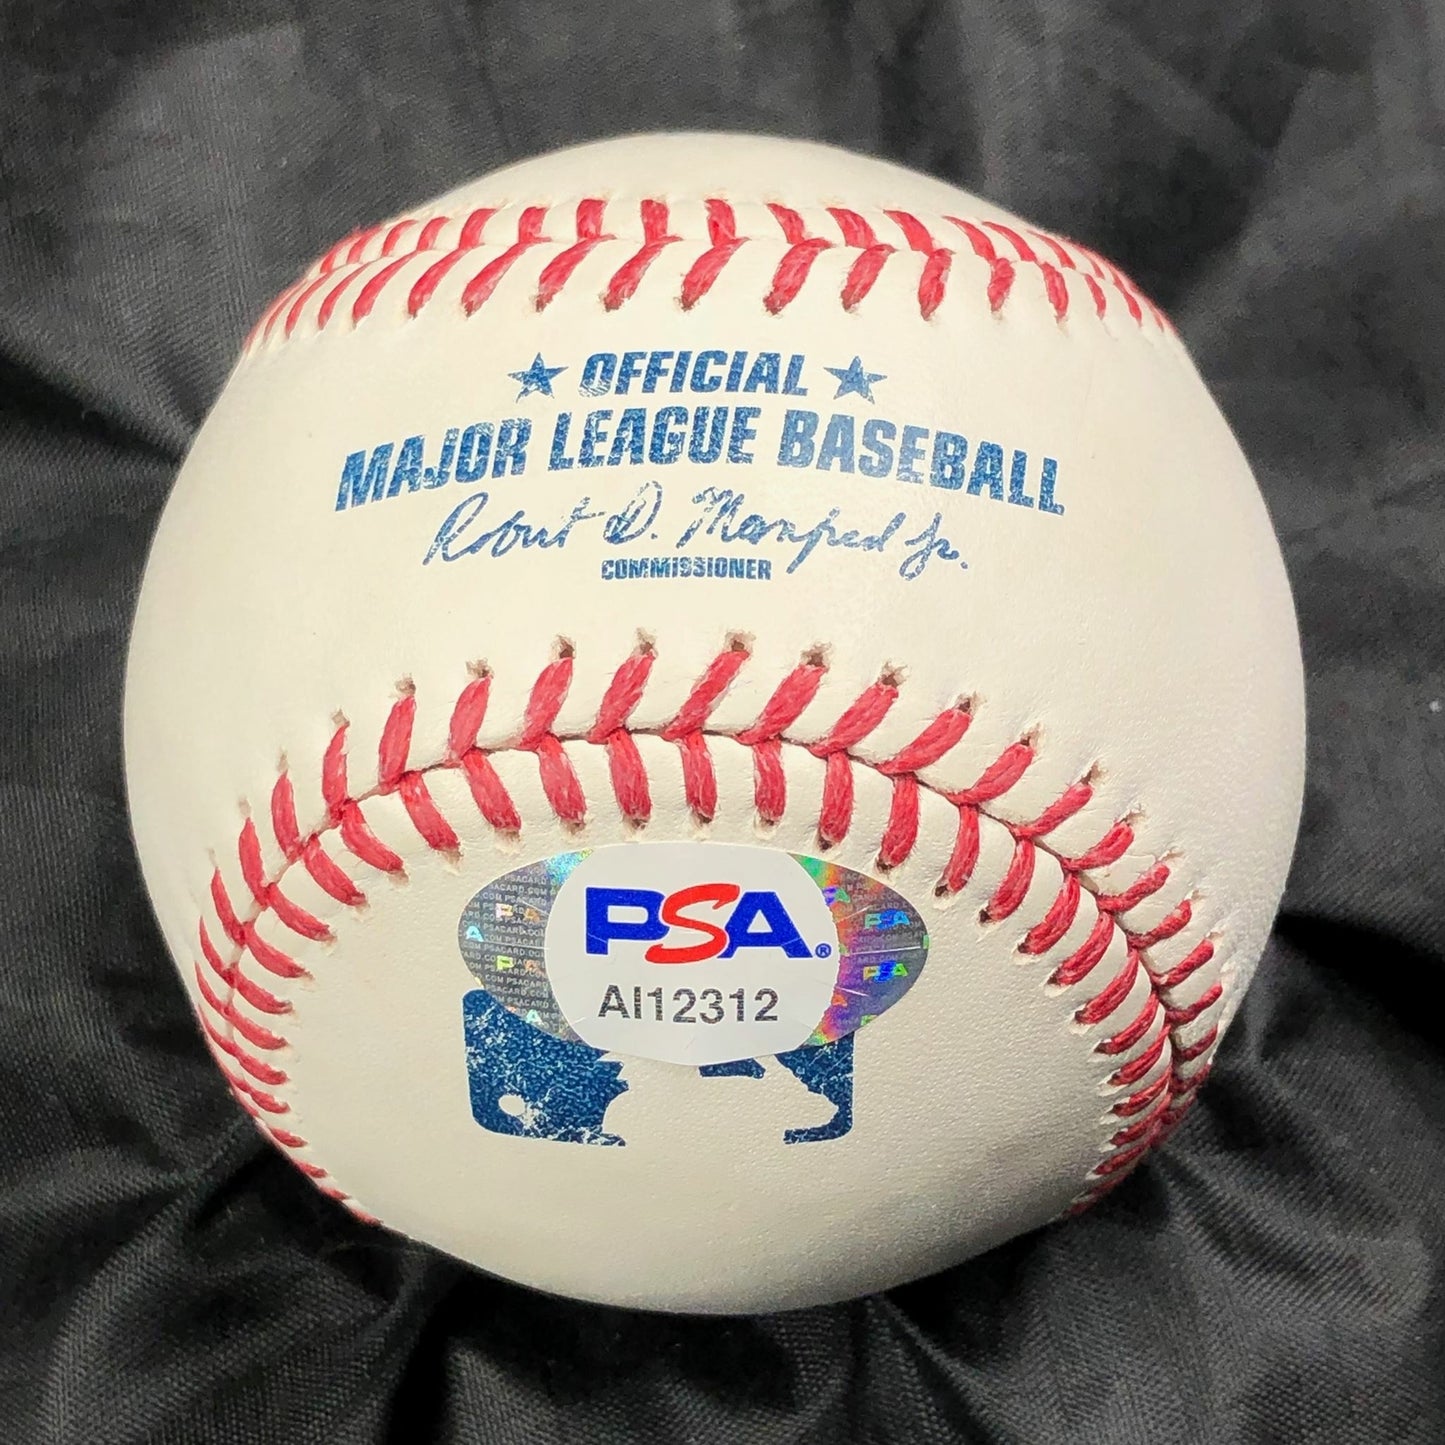 ★ OFFICIAL ★
MAJOR LEAGUE BASEBALL
Robert D. Manfred Jr.
COMMISSIONER
PSA®
AI12312